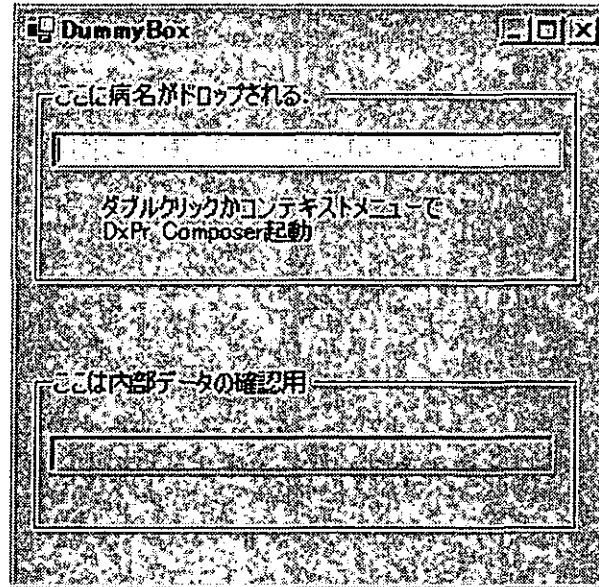 DummyBox
ここに病名がドロップされる.
ダブルクリックかコンテキストメニューで
DxPr Composer起動
ここは内部データの確認用